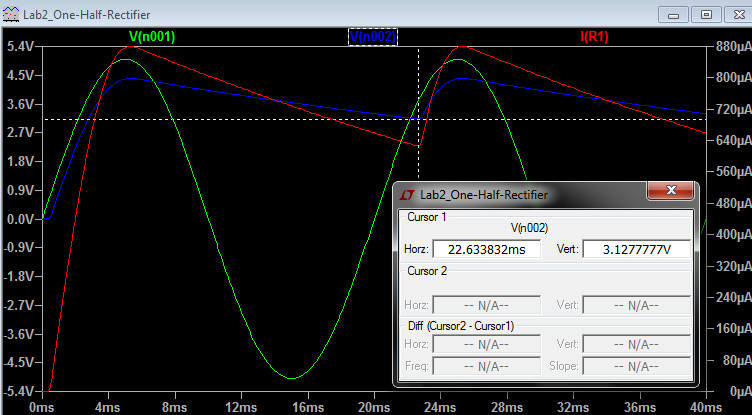 Lab2_One-Half-Rectifier
V(n001) V(n002) I(R1)
5.4V 880µA
4.5V 800µA
3.6V 720µA
2.7V 640µA
1.8V 560µA
0.9V
0.0V
-0.9V
-1.8V
-2.7V 240µA
-3.6V 160µA
-4.5V 80µA
-5.4V 0µA
0ms 4ms 8ms 12ms 16ms 20ms 24ms 28ms 32ms 36ms 40ms
Lab2_One-Half-Rectifier
Cursor 1
V(n002)
Horz: 22.633832ms Vert: 3.1277777V
Cursor 2
Horz: -- N/A-- Vert: -- N/A--
Diff (Cursor2 - Cursor1)
Horz: -- N/A-- Vert: -- N/A--
Freq: -- N/A-- Slope: -- N/A--